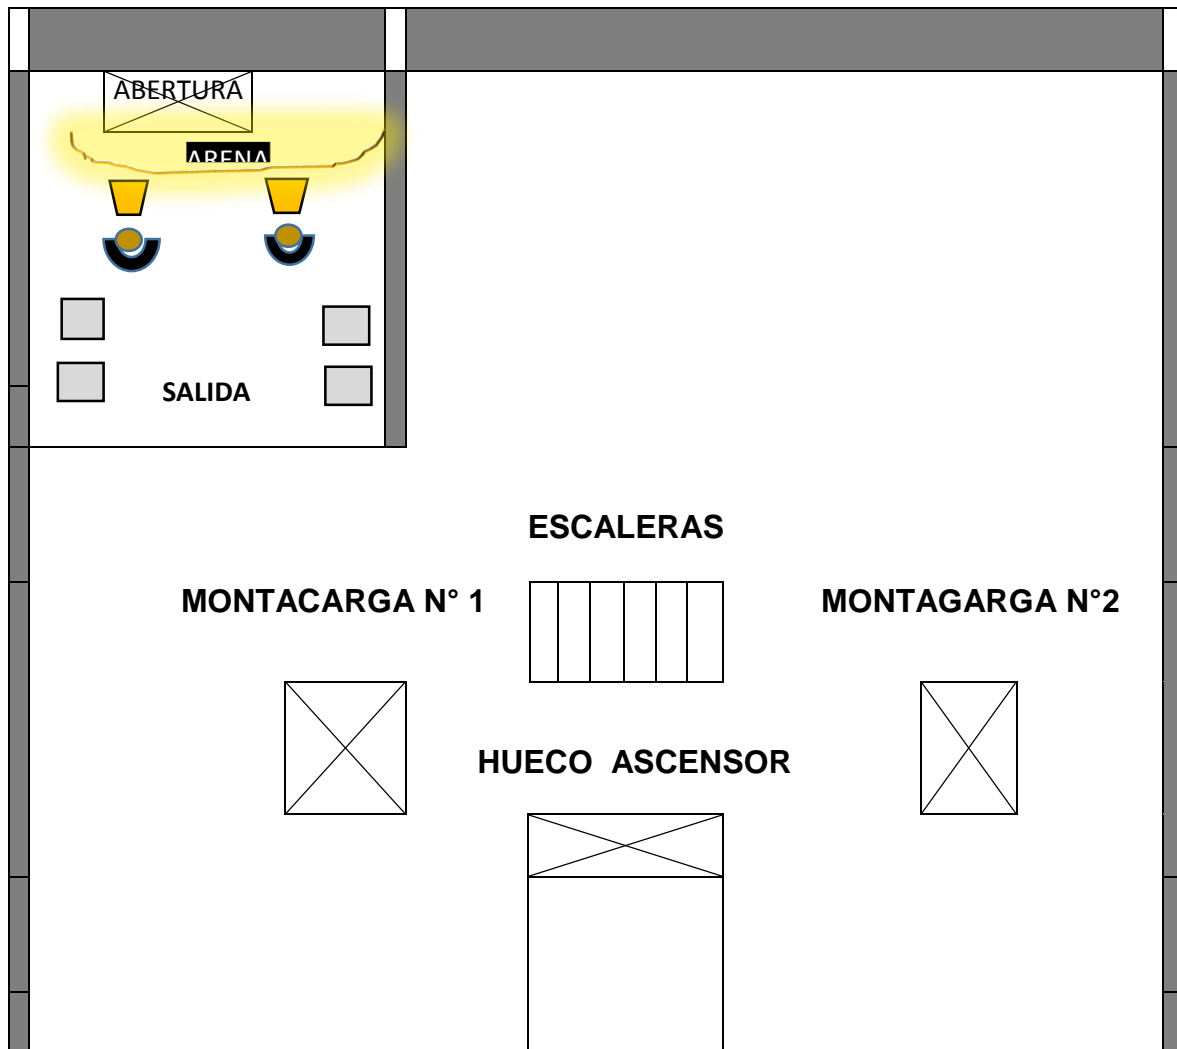 ABERTURA
ARENA
SALIDA
ESCALERAS
MONTACARGA N° 1
MONTAGARGA N°2
HUECO ASCENSOR